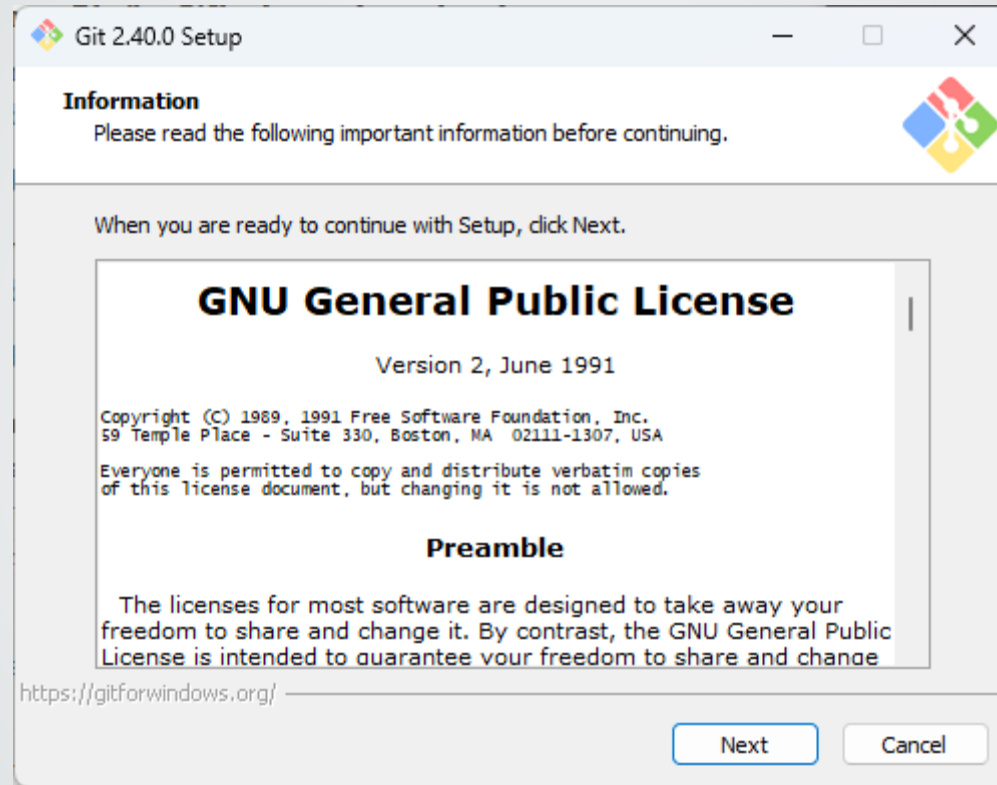 Git 2.40.0 Setup
Information
Please read the following important information before continuing.
When you are ready to continue with Setup, click Next.
GNU General Public License
Version 2, June 1991
Copyright (C) 1989, 1991 Free Software Foundation, Inc.
59 Temple Place - Suite 330, Boston, MA  02111-1307, USA
Everyone is permitted to copy and distribute verbatim copies
of this license document, but changing it is not allowed.
Preamble
The licenses for most software are designed to take away your
freedom to share and change it. By contrast, the GNU General Public
License is intended to guarantee your freedom to share and change
https://gitforwindows.org/
Next
Cancel